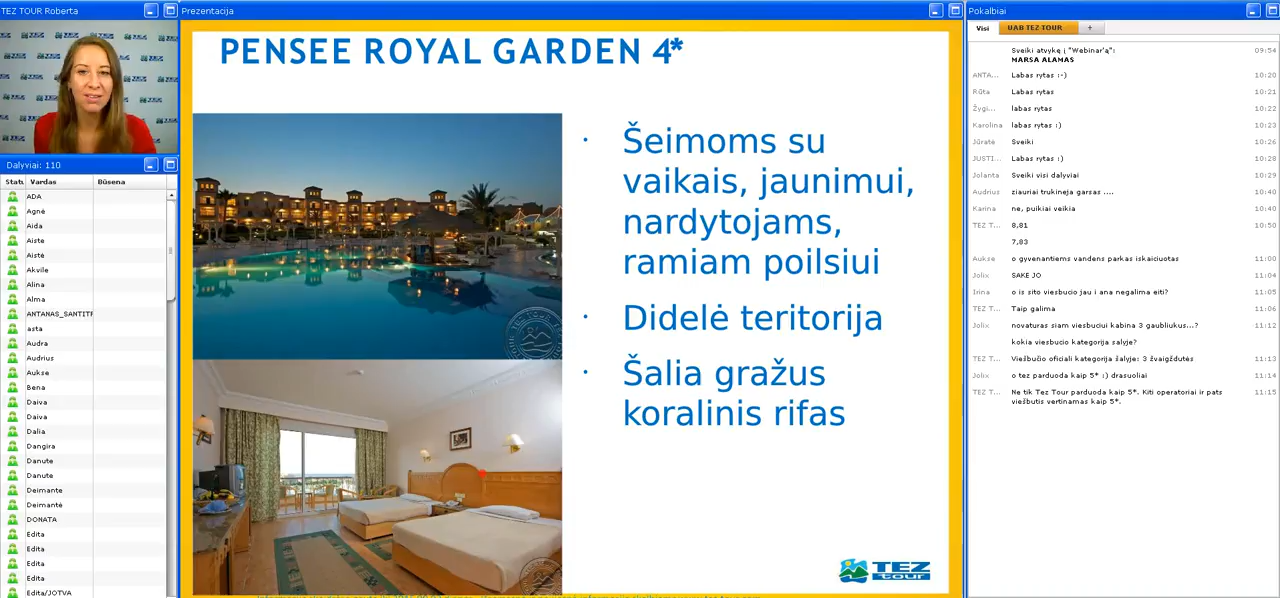 TEZ TOUR Roberta
Dalyviai: 110
Statu
Vardas
Būsena
ADA
Agnė
Aida
Aiste
Aistė
Akvile
Alina
Alma
ANTANAS_SANTITR
asta
Audra
Audrius
Aukse
Bena
Daiva
Daiva
Dalia
Dangira
Danute
Danute
Deimante
Deimantė
DONATA
Edita
Edita
Edita
Edita
Edita/JOTVA
Prezentacija
PENSEE ROYAL GARDEN 4*
· Šeimoms su
vaikais, jaunimui,
nardytojams,
ramiam poilsiui
· Didelė teritorija
· Šalia gražus
koralinis rifas
TEZ
tour
Pokalbiai
Visi
UAB TEZ TOUR
+
Sveiki atvykę į "Webinar'ą": 09:54
MARSA ALAMAS
ANTA... Labas rytas :-) 10:20
Rūta Labas rytas 10:21
Žygi... labas rytas 10:22
Karolina labas rytas :) 10:23
Jūratė Sveiki 10:26
JUSTI... Labas rytas :) 10:28
Jolanta Sveiki visi dalyviai 10:29
Audrius ziauriai trukineja garsas .... 10:40
Karina ne, puikiai veikia 10:40
TEZ T... 8,81 10:50
7,83
Aukse o gyvenantiems vandens parkas iskaiciuotas 11:00
Jolix SAKE JO 11:04
Irina o is sito viesbucio jau i ana negalima eiti? 11:05
TEZ T... Taip galima 11:06
Jolix novaturas siam viesbuciui kabina 3 gaubliukus...? 11:12
kokia viesbucio kategorija salyje?
TEZ T... Viešbučio oficiali kategorija šalyje: 3 žvaigždutės 11:13
Jolix o tez parduoda kaip 5* :) drasuoliai 11:14
TEZ T... Ne tik Tez Tour parduoda kaip 5*. Kiti operatoriai ir pats 11:15
viešbutis vertinamas kaip 5*.